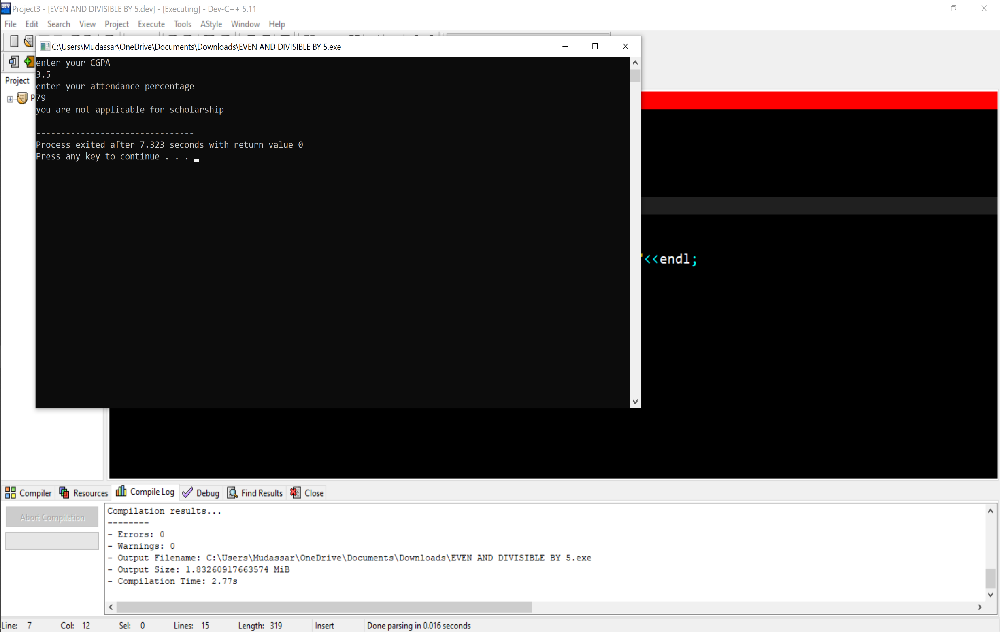 Project3 - [EVEN AND DIVISIBLE BY 5.dev] - [Executing] - Dev-C++ 5.11
File Edit Search View Project Execute Tools AStyle Window Help
C:\Users\Mudassar\OneDrive\Documents\Downloads\EVEN AND DIVISIBLE BY 5.exe
enter your CGPA
3.5
Project
enter your attendance percentage
P
79
you are not applicable for scholarship
-------------------------------
Process exited after 7.323 seconds with return value 0
Press any key to continue . . .
"<<endl;
Compiler Resources Compile Log Debug Find Results Close
Abort Compilation
Compilation results...
--------
- Errors: 0
- Warnings: 0
- Output Filename: C:\Users\Mudassar\OneDrive\Documents\Downloads\EVEN AND DIVISIBLE BY 5.exe
- Output Size: 1.83260917663574 MiB
- Compilation Time: 2.77s
Line: 7 Col: 12 Sel: 0 Lines: 15 Length: 319 Insert Done parsing in 0.016 seconds